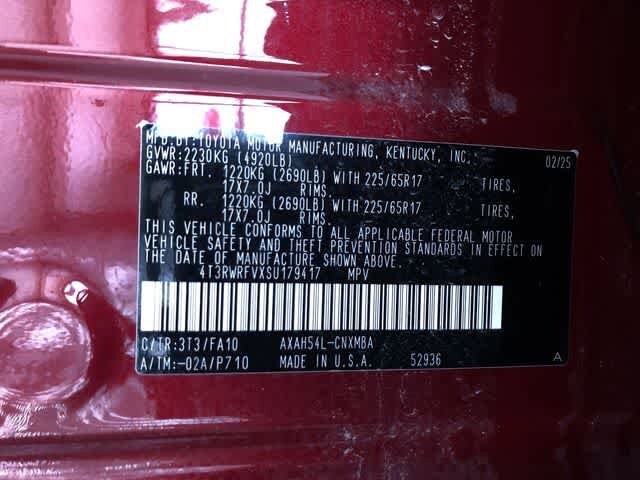 MFD.BY:TOYOTA MOTOR MANUFACTURING, KENTUCKY, INC. 02/25
GVWR:2230KG (4920LB)
GAWR:FRT. 1220KG (2690LB) WITH 225/65R17 TIRES,
17X7.0J RIMS.
RR. 1220KG (2690LB) WITH 225/65R17 TIRES,
17X7.0J RIMS.
THIS VEHICLE CONFORMS TO ALL APPLICABLE FEDERAL MOTOR
VEHICLE SAFETY AND THEFT PREVENTION STANDARDS IN EFFECT ON
THE DATE OF MANUFACTURE SHOWN ABOVE.
4T3RWRFVXSU179417 MPV
C/TR:3T3/FA10 AXAH54L-CNXMBA
A/TM:-02A/P710 MADE IN U.S.A. 52936 A